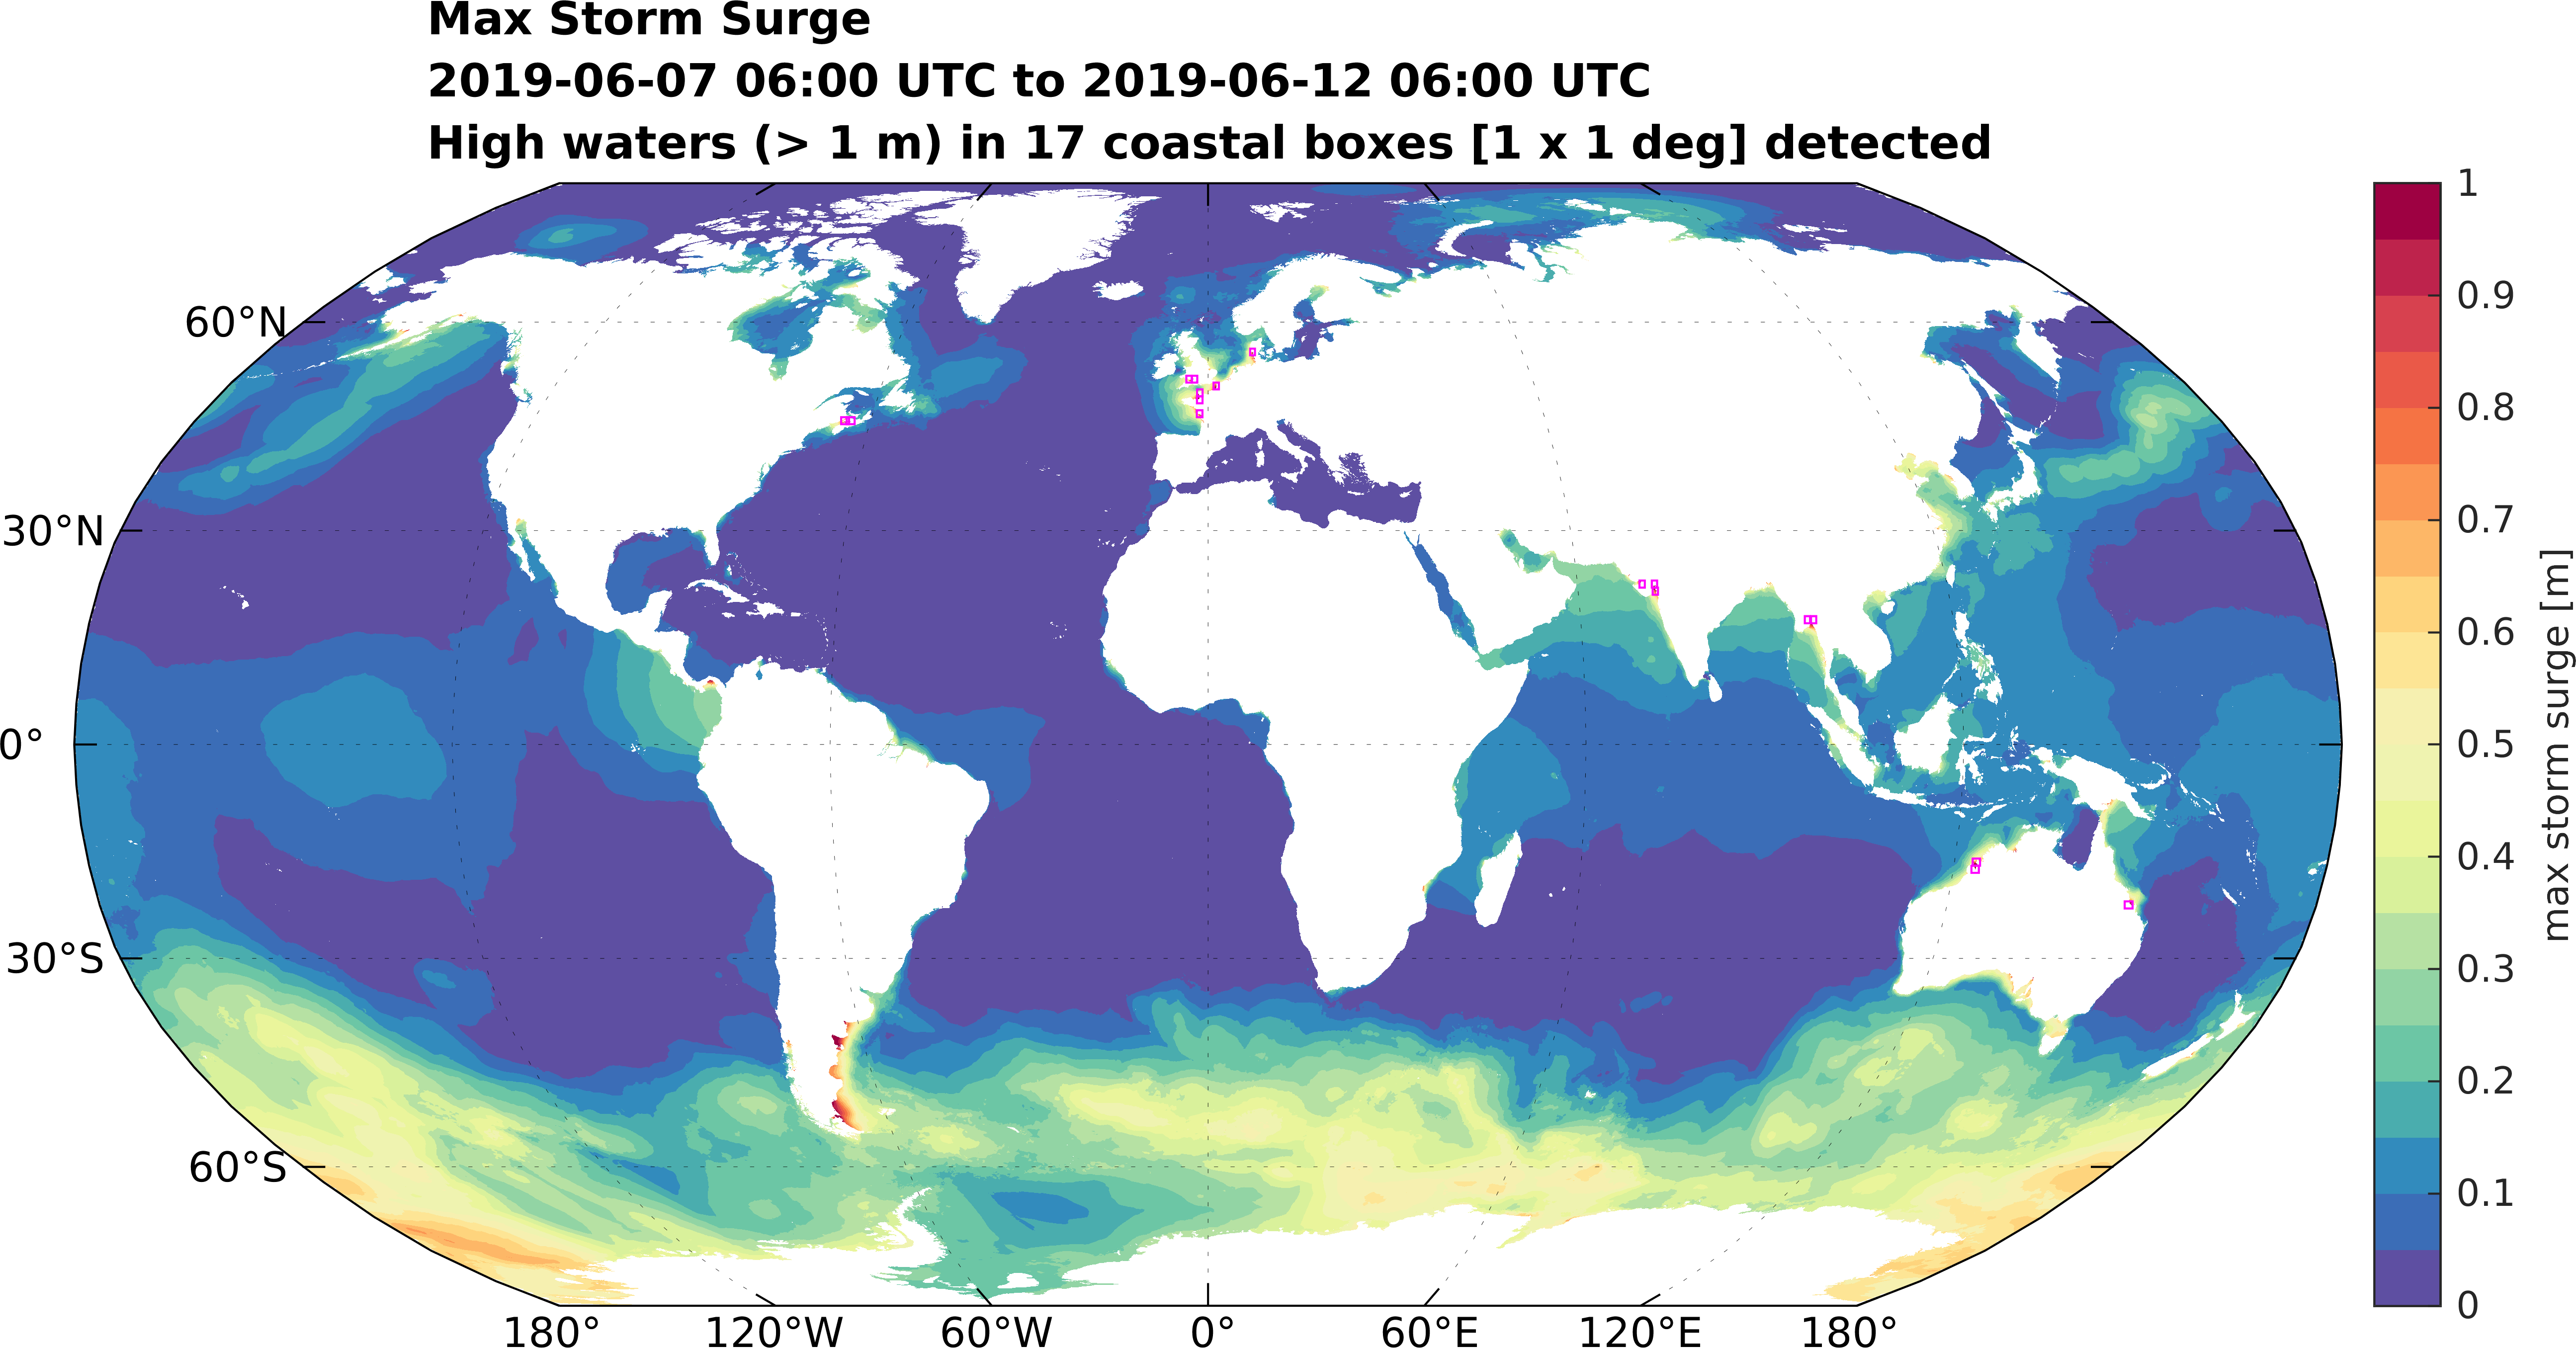 Max Storm Surge
2019-06-07 06:00 UTC to 2019-06-12 06:00 UTC
High waters (> 1 m) in 17 coastal boxes [1 x 1 deg] detected
60°N
30°N
0°
30°S
60°S
180°
120°W
60°W
0°
60°E
120°E
180°
1
0.9
0.8
0.7
0.6
0.5
0.4
0.3
0.2
0.1
0
max storm surge [m]